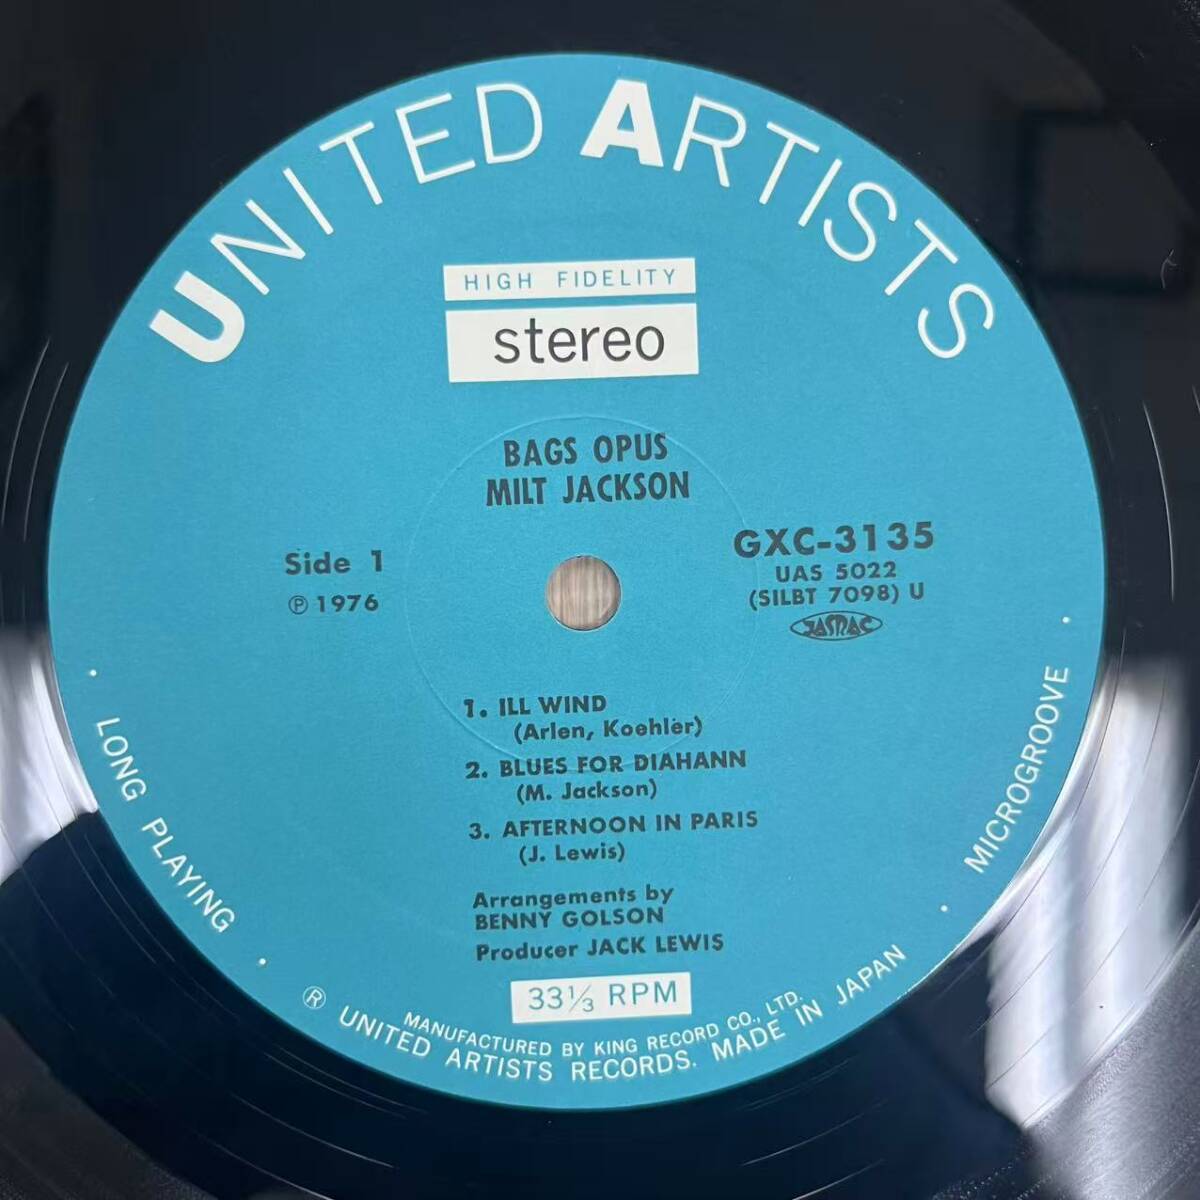 UNITED ARTISTS
HIGH FIDELITY
stereo
BAGS OPUS
MILT JACKSON
Side 1
℗ 1976
GXC-3135
UAS 5022
(SILBT 7098) U
JASRAC
1. ILL WIND
(Arlen, Koehler)
2. BLUES FOR DIAHANN
(M. Jackson)
3. AFTERNOON IN PARIS
(J. Lewis)
Arrangements by
BENNY GOLSON
Producer JACK LEWIS
33 1/3 RPM
· LONG PLAYING ·
· MICROGROOVE ·
MANUFACTURED BY KING RECORD CO., LTD.
® UNITED ARTISTS RECORDS. MADE IN JAPAN